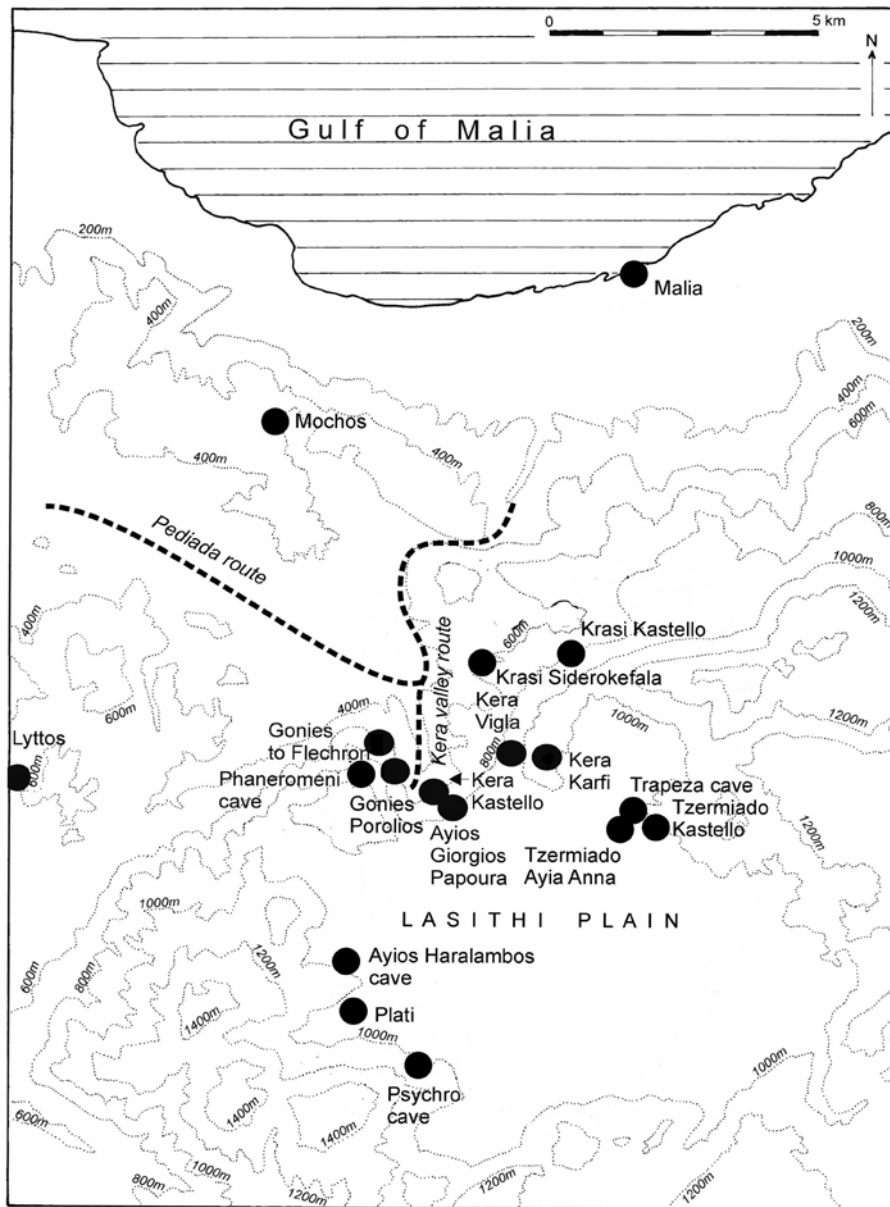 0
5 km
N
Gulf of Malia
200m
400m
Malia
200m
400m
600m
Mochos
400m
400m
800m
Pediada route
1000m
1200m
400m
Kera valley route
600m
Krasi Kastello
Krasi Siderokefala
600m
400m
Kera
Vigla
1000m
1200m
Lyttos
600m
Gonies
to Flechron
800m
Phaneromeni
cave
Kera
Kastello
Kera
Karfi
Gonies
Porolios
Trapeza cave
Tzermiado
Kastello
Ayios
Giorgios
Papoura
Tzermiado
Ayia Anna
1200m
1000m
LASITHI PLAIN
600m
800m
1200m
Ayios Haralambos
cave
1400m
Plati
1000m
Psychro
cave
1000m
1400m
1400m
600m
1000m
800m
1200m
1200m
1200m